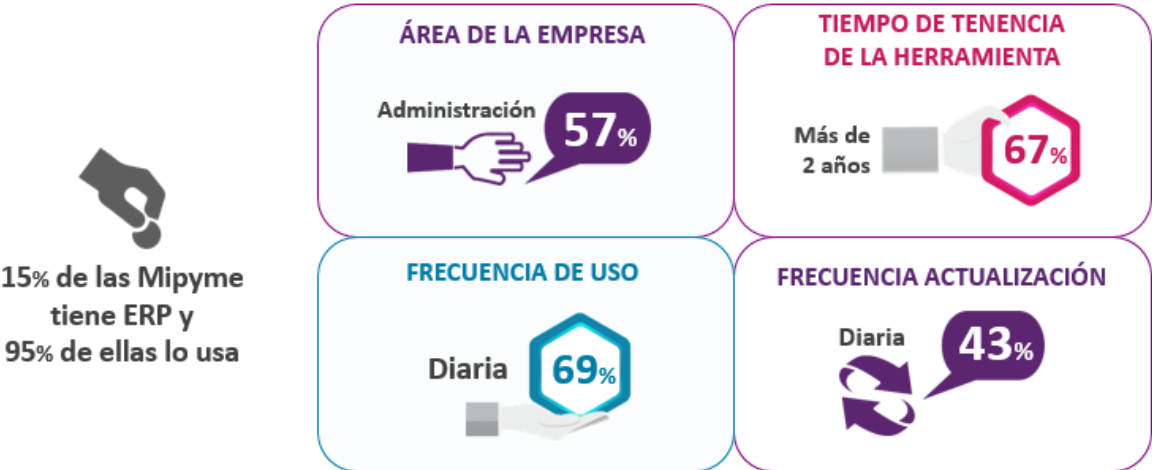 15% de las Mipyme
tiene ERP y
95% de ellas lo usa
ÁREA DE LA EMPRESA
Administración
57%
TIEMPO DE TENENCIA
DE LA HERRAMIENTA
Más de
2 años
67%
FRECUENCIA DE USO
Diaria
69%
FRECUENCIA ACTUALIZACIÓN
Diaria
43%